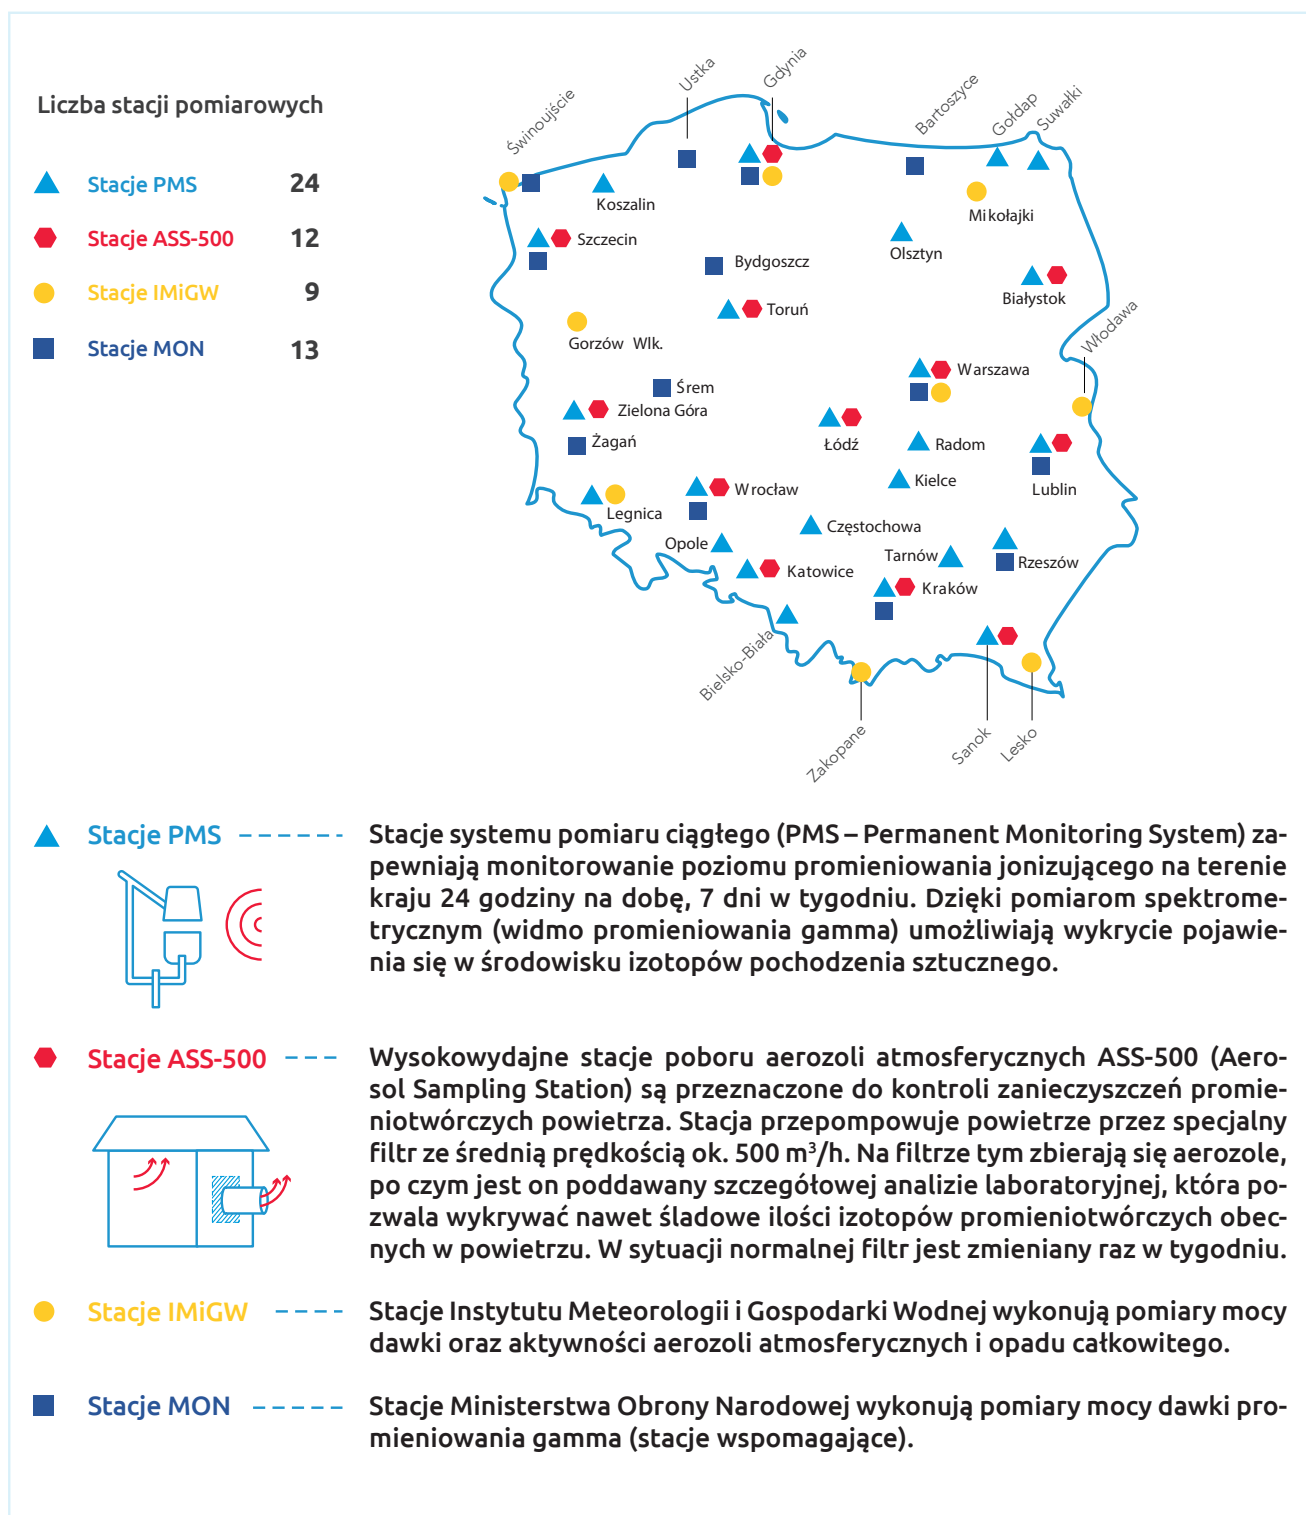 Liczba stacji pomiarowych
Stacje PMS 24
Stacje ASS-500 12
Stacje IMiGW 9
Stacje MON 13
Świnoujście
Ustka
Gdynia
Bartoszyce
Gołdap
Suwałki
Koszalin
Mikołajki
Szczecin
Olsztyn
Bydgoszcz
Białystok
Toruń
Włodawa
Gorzów Wlk.
Warszawa
Śrem
Zielona Góra
Żagań
Łódź
Radom
Lublin
Kielce
Wrocław
Legnica
Częstochowa
Opole
Tarnów
Rzeszów
Katowice
Kraków
Bielsko-Biała
Zakopane
Sanok
Lesko
Stacje PMS
Stacje systemu pomiaru ciągłego (PMS – Permanent Monitoring System) za-
pewniają monitorowanie poziomu promieniowania jonizującego na terenie
kraju 24 godziny na dobę, 7 dni w tygodniu. Dzięki pomiarom spektrome-
trycznym (widmo promieniowania gamma) umożliwiają wykrycie pojawie-
nia się w środowisku izotopów pochodzenia sztucznego.
Stacje ASS-500
Wysokowydajne stacje poboru aerozoli atmosferycznych ASS-500 (Aero-
sol Sampling Station) są przeznaczone do kontroli zanieczyszczeń promie-
niotwórczych powietrza. Stacja przepompowuje powietrze przez specjalny
filtr ze średnią prędkością ok. 500 m³/h. Na filtrze tym zbierają się aerozole,
po czym jest on poddawany szczegółowej analizie laboratoryjnej, która po-
zwala wykrywać nawet śladowe ilości izotopów promieniotwórczych obec-
nych w powietrzu. W sytuacji normalnej filtr jest zmieniany raz w tygodniu.
Stacje IMiGW
Stacje Instytutu Meteorologii i Gospodarki Wodnej wykonują pomiary mocy
dawki oraz aktywności aerozoli atmosferycznych i opadu całkowitego.
Stacje MON
Stacje Ministerstwa Obrony Narodowej wykonują pomiary mocy dawki pro-
mieniowania gamma (stacje wspomagające).